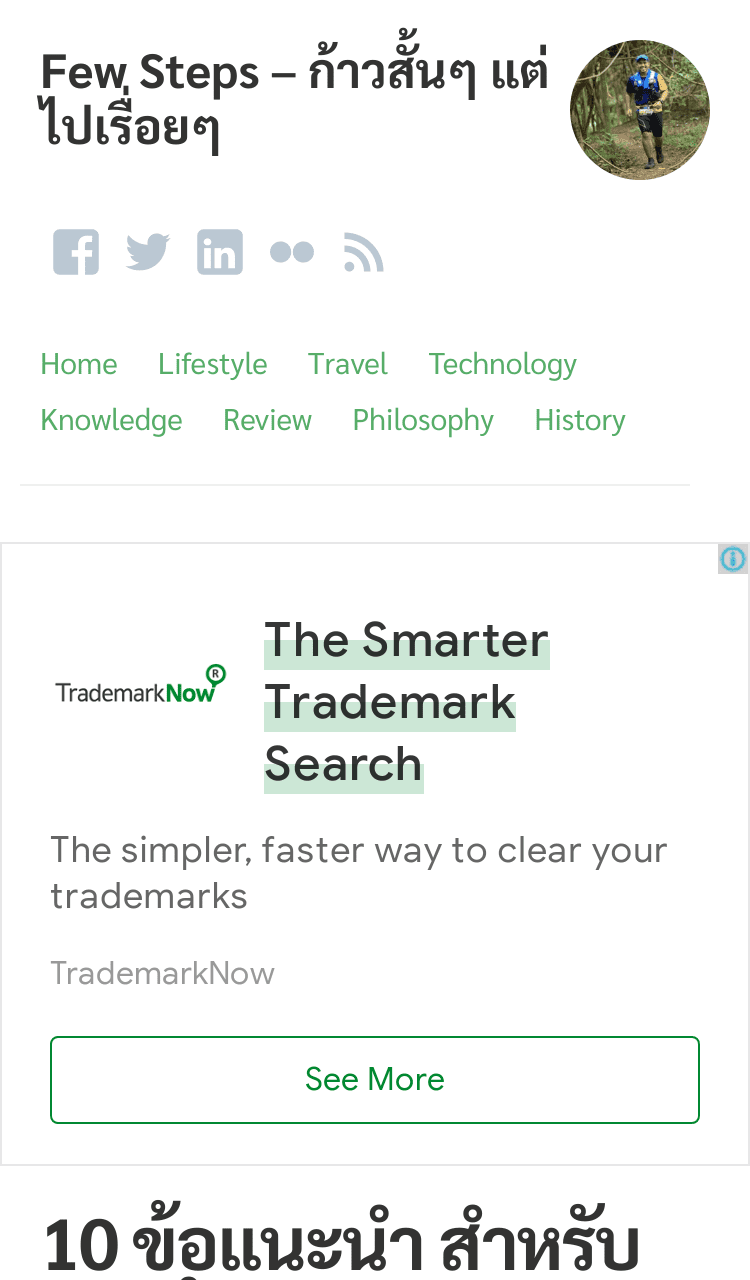 Few Steps – ก้าวสั้นๆ แต่
ไปเรื่อยๆ
Home Lifestyle Travel Technology
Knowledge Review Philosophy History
TrademarkNow R
The Smarter
Trademark
Search
The simpler, faster way to clear your
trademarks
TrademarkNow
See More
10 ข้อแนะนำ สำหรับ